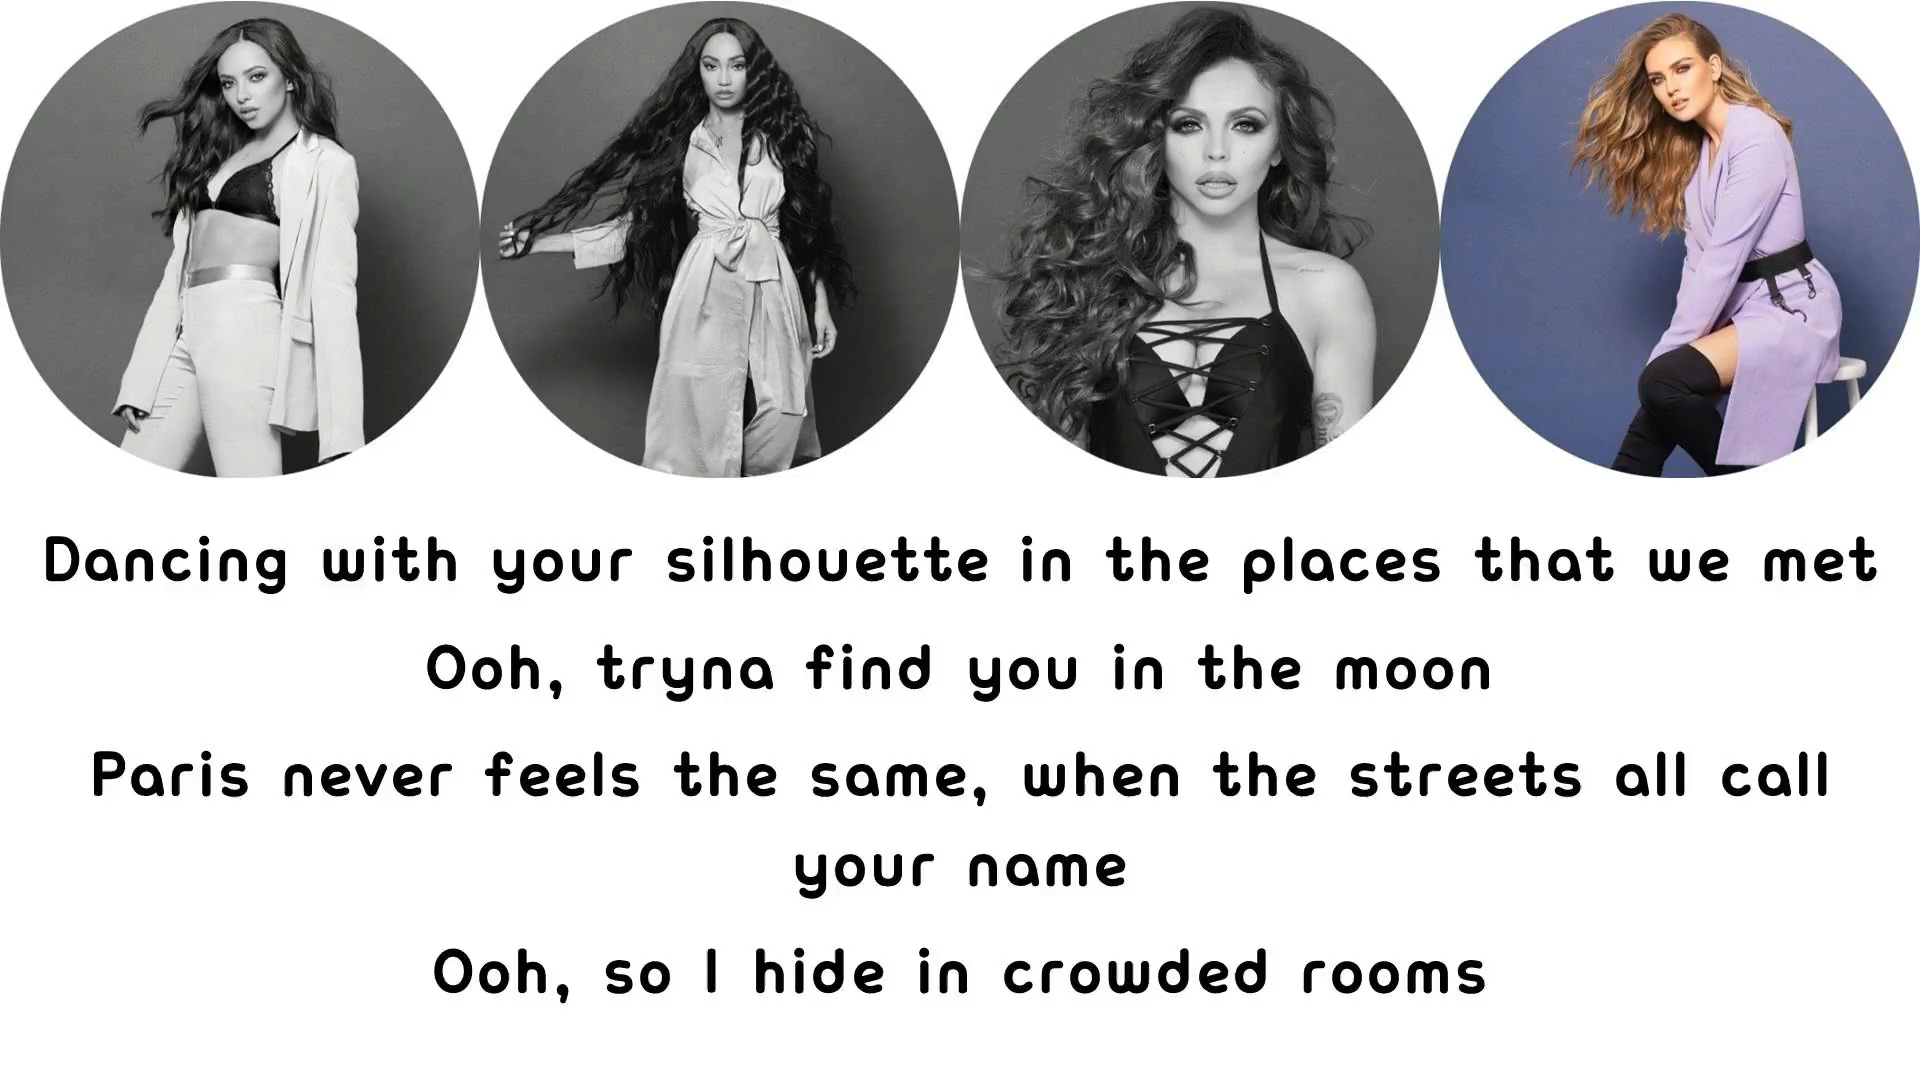 Dancing with your silhouette in the places that we met
Ooh, tryna find you in the moon
Paris never feels the same, when the streets all call
your name
Ooh, so I hide in crowded rooms